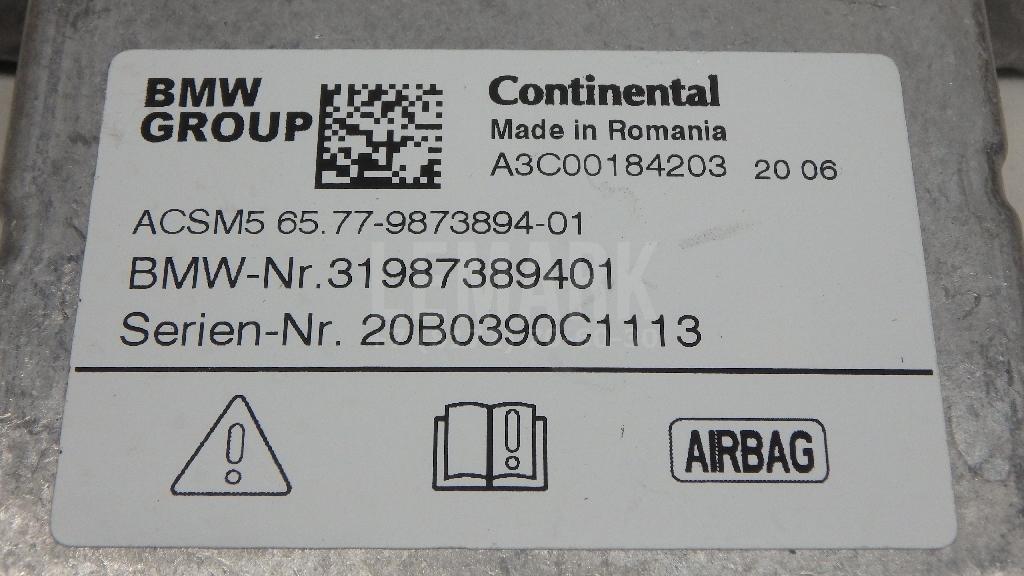 BMW
GROUP
Continental
Made in Romania
A3C00184203 20 06
ACSM5 65.77-9873894-01
BMW-Nr.31987389401
LEMARK
Serien-Nr. 20B0390C1113
AIRBAG